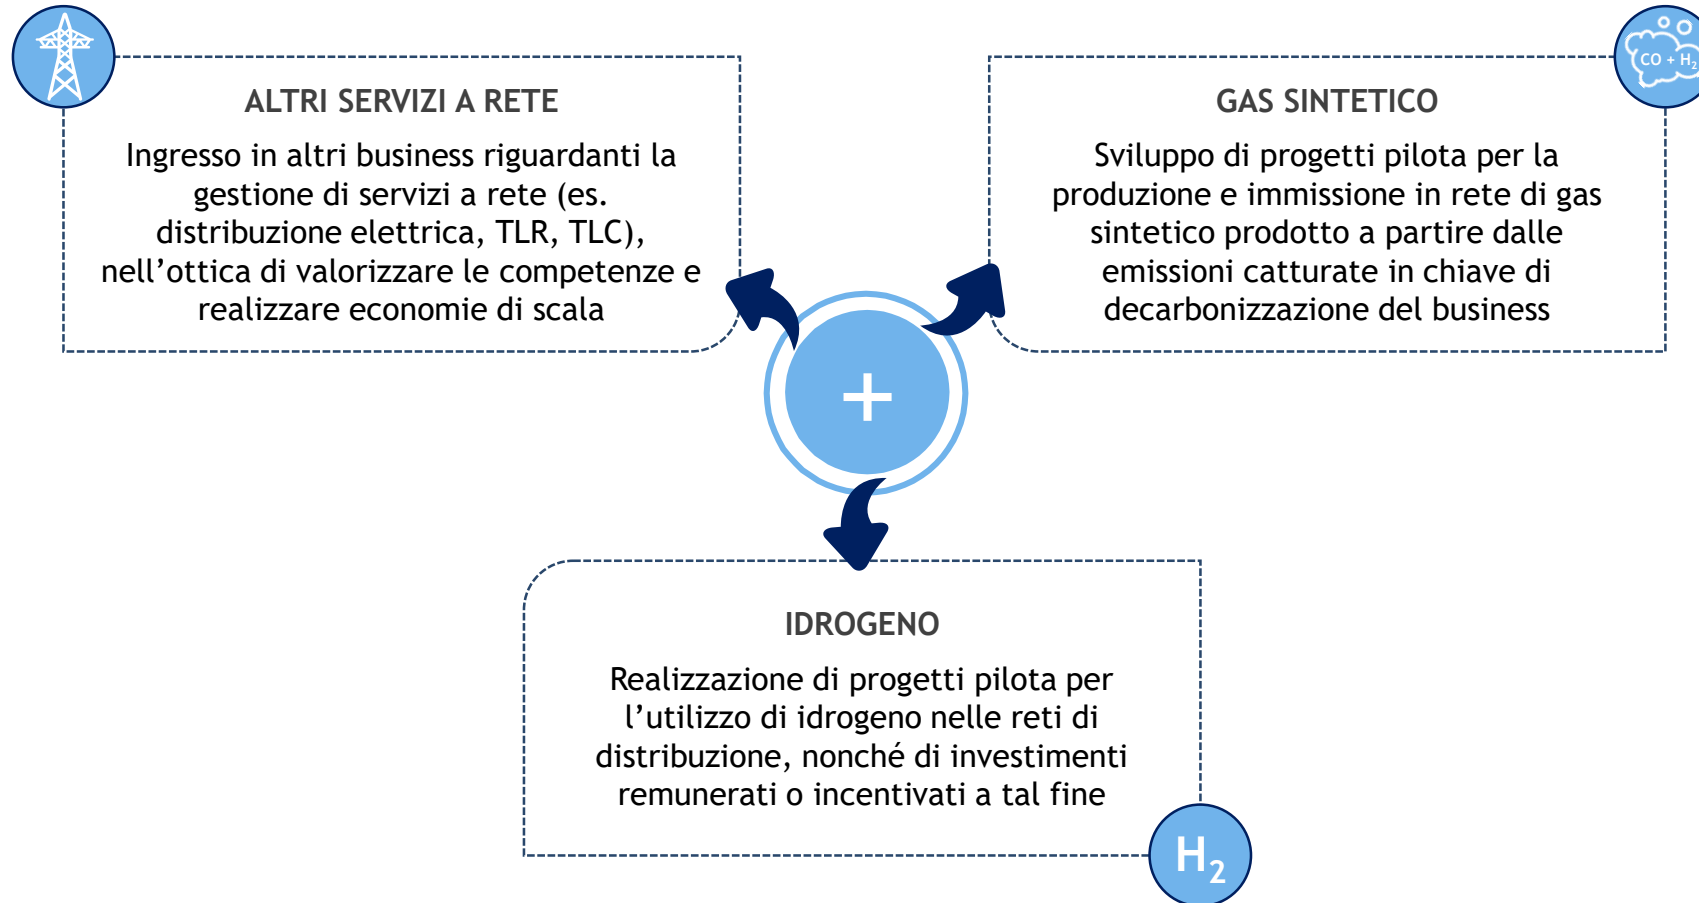 ALTRI SERVIZI A RETE
Ingresso in altri business riguardanti la
gestione di servizi a rete (es.
distribuzione elettrica, TLR, TLC),
nell’ottica di valorizzare le competenze e
realizzare economie di scala
CO + H₂
GAS SINTETICO
Sviluppo di progetti pilota per la
produzione e immissione in rete di gas
sintetico prodotto a partire dalle
emissioni catturate in chiave di
decarbonizzazione del business
+
IDROGENO
Realizzazione di progetti pilota per
l’utilizzo di idrogeno nelle reti di
distribuzione, nonché di investimenti
remunerati o incentivati a tal fine
H₂